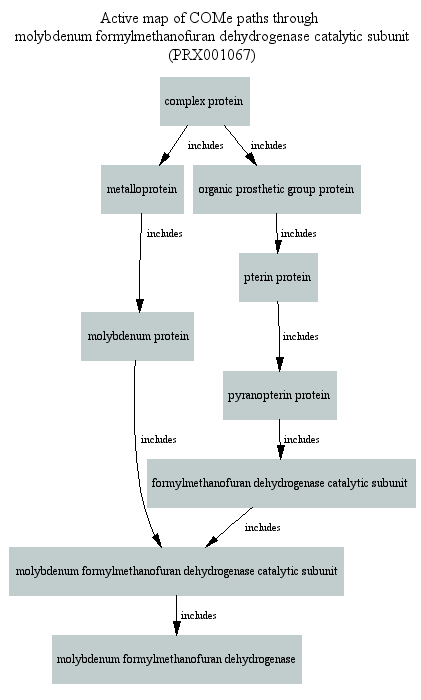 Active map of COMe paths through
molybdenum formylmethanofuran dehydrogenase catalytic subunit
(PRX001067)
complex protein
includes
includes
metalloprotein
organic prosthetic group protein
includes
includes
pterin protein
molybdenum protein
includes
pyranopterin protein
includes
includes
formylmethanofuran dehydrogenase catalytic subunit
includes
molybdenum formylmethanofuran dehydrogenase catalytic subunit
includes
molybdenum formylmethanofuran dehydrogenase